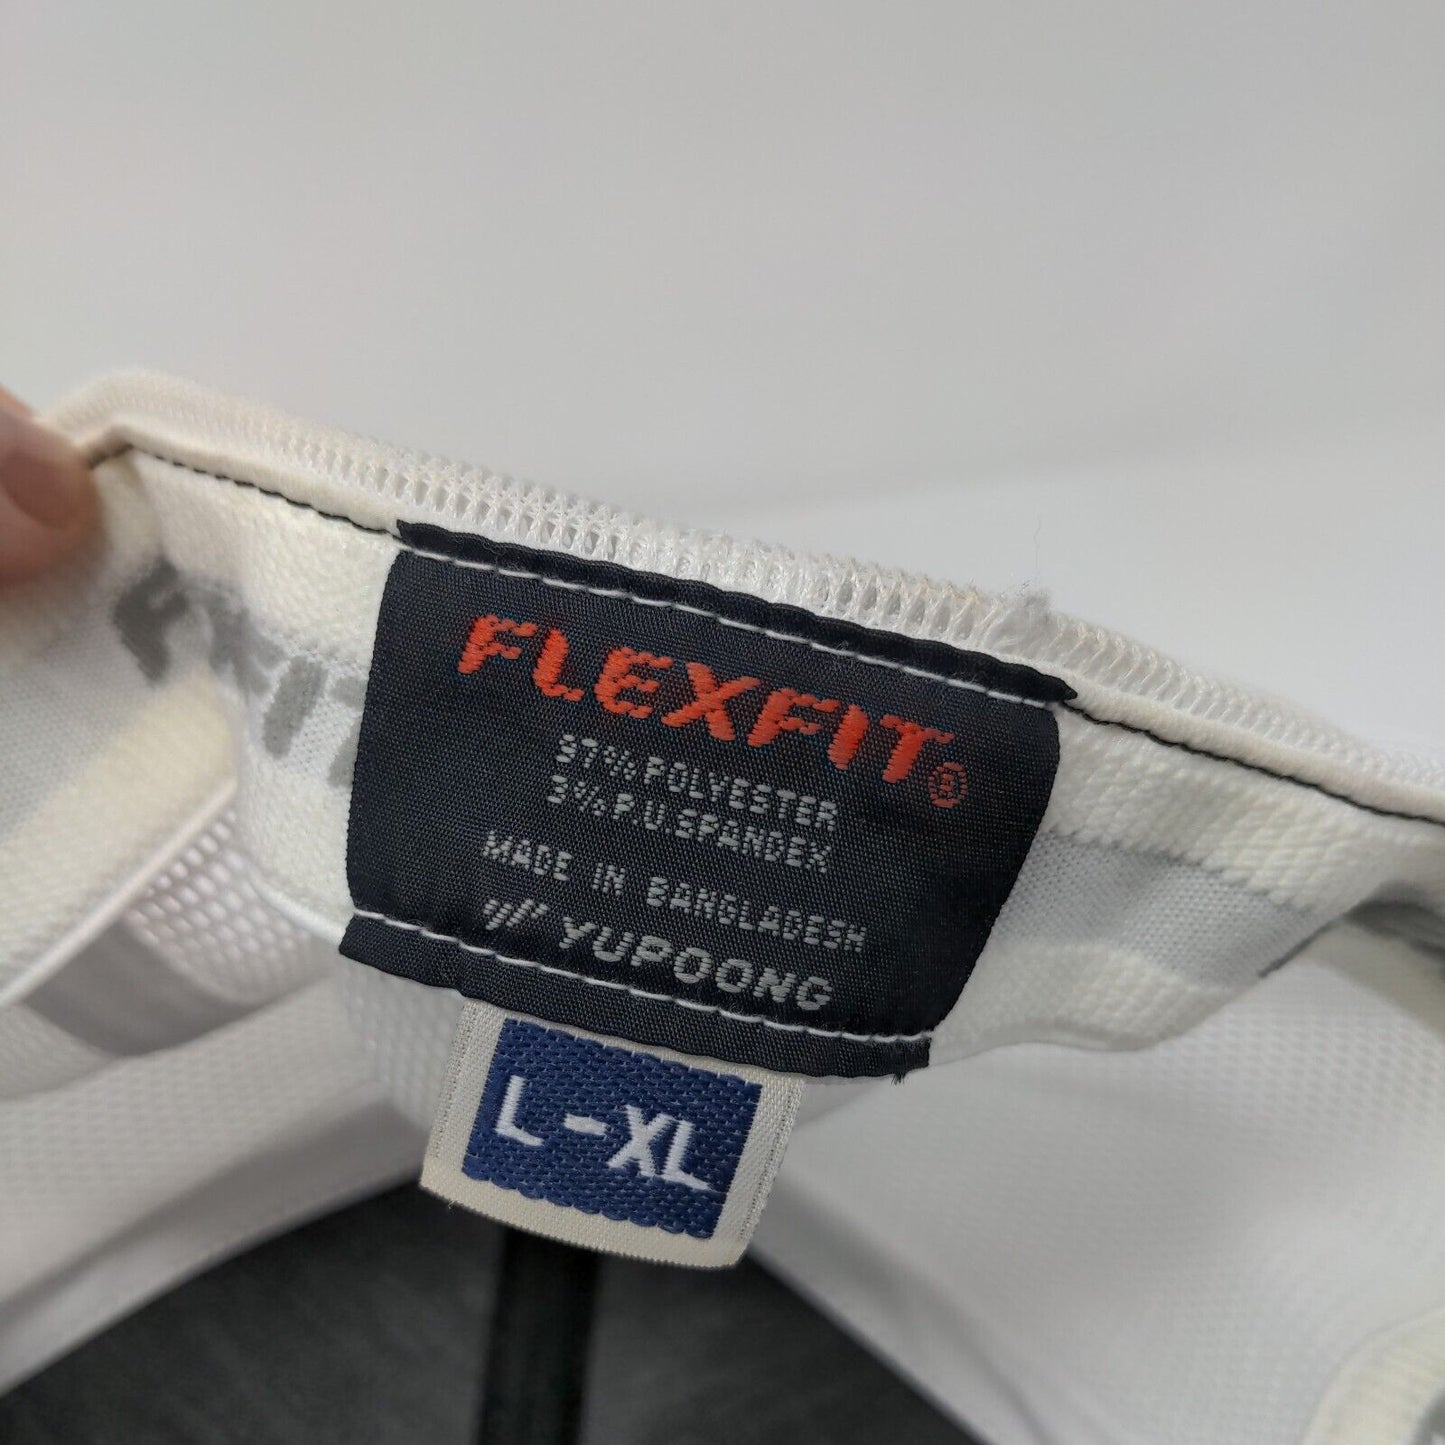 FLEXFIT®
97% POLYESTER
3% P.U.SPANDEX
MADE IN BANGLADESH
YUPOONG
L-XL